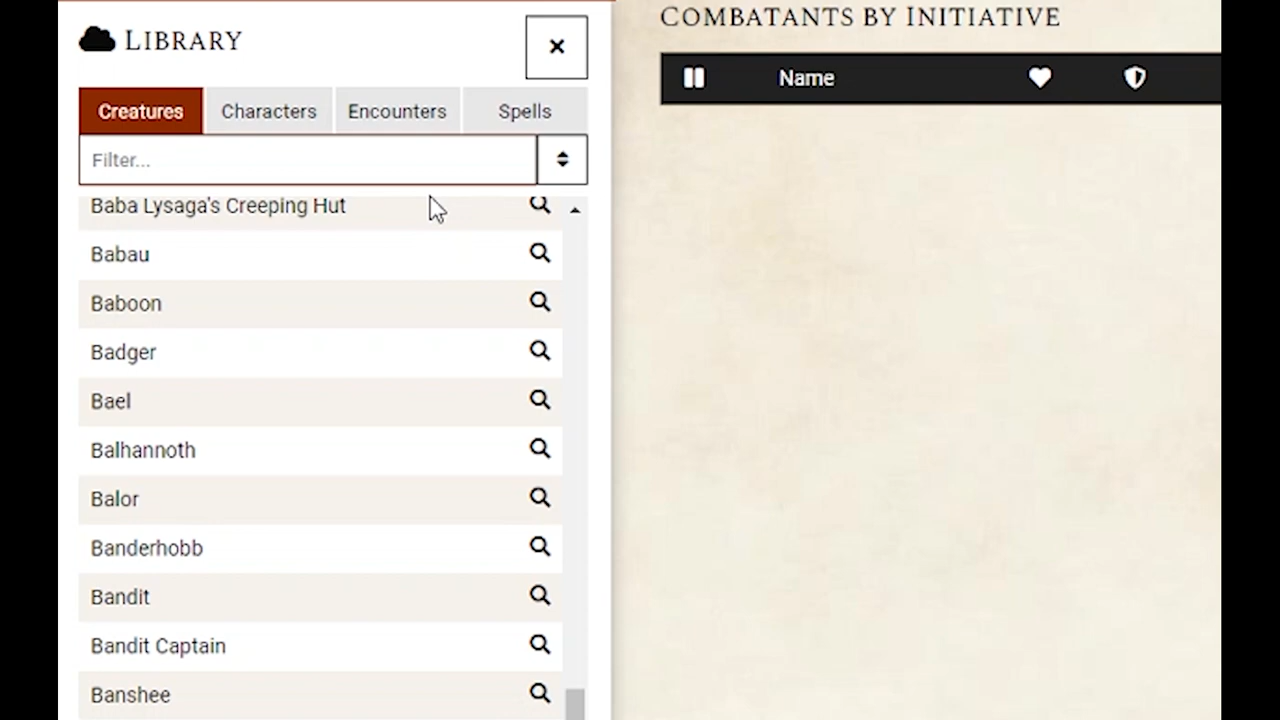 LIBRARY
Creatures Characters Encounters Spells
Filter...
Baba Lysaga's Creeping Hut
Babau
Baboon
Badger
Bael
Balhannoth
Balor
Banderhobb
Bandit
Bandit Captain
Banshee
COMBATANTS BY INITIATIVE
Name